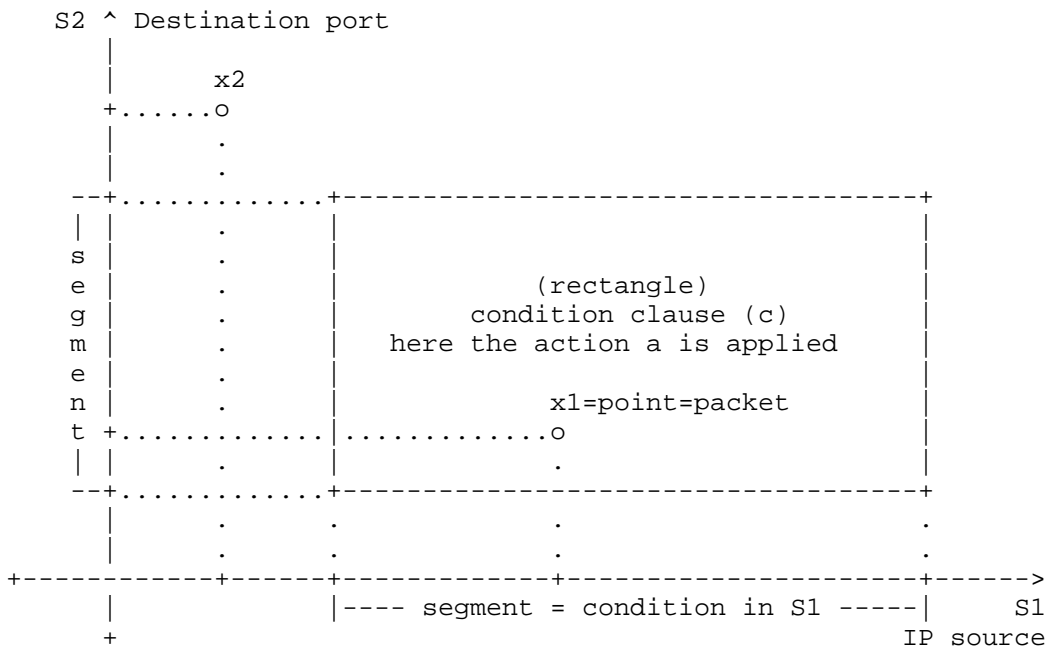 S2 ^ Destination port
x2
(rectangle)
condition clause (c)
here the action a is applied
segment
x1=point=packet
|---- segment = condition in S1 -----| S1
IP source